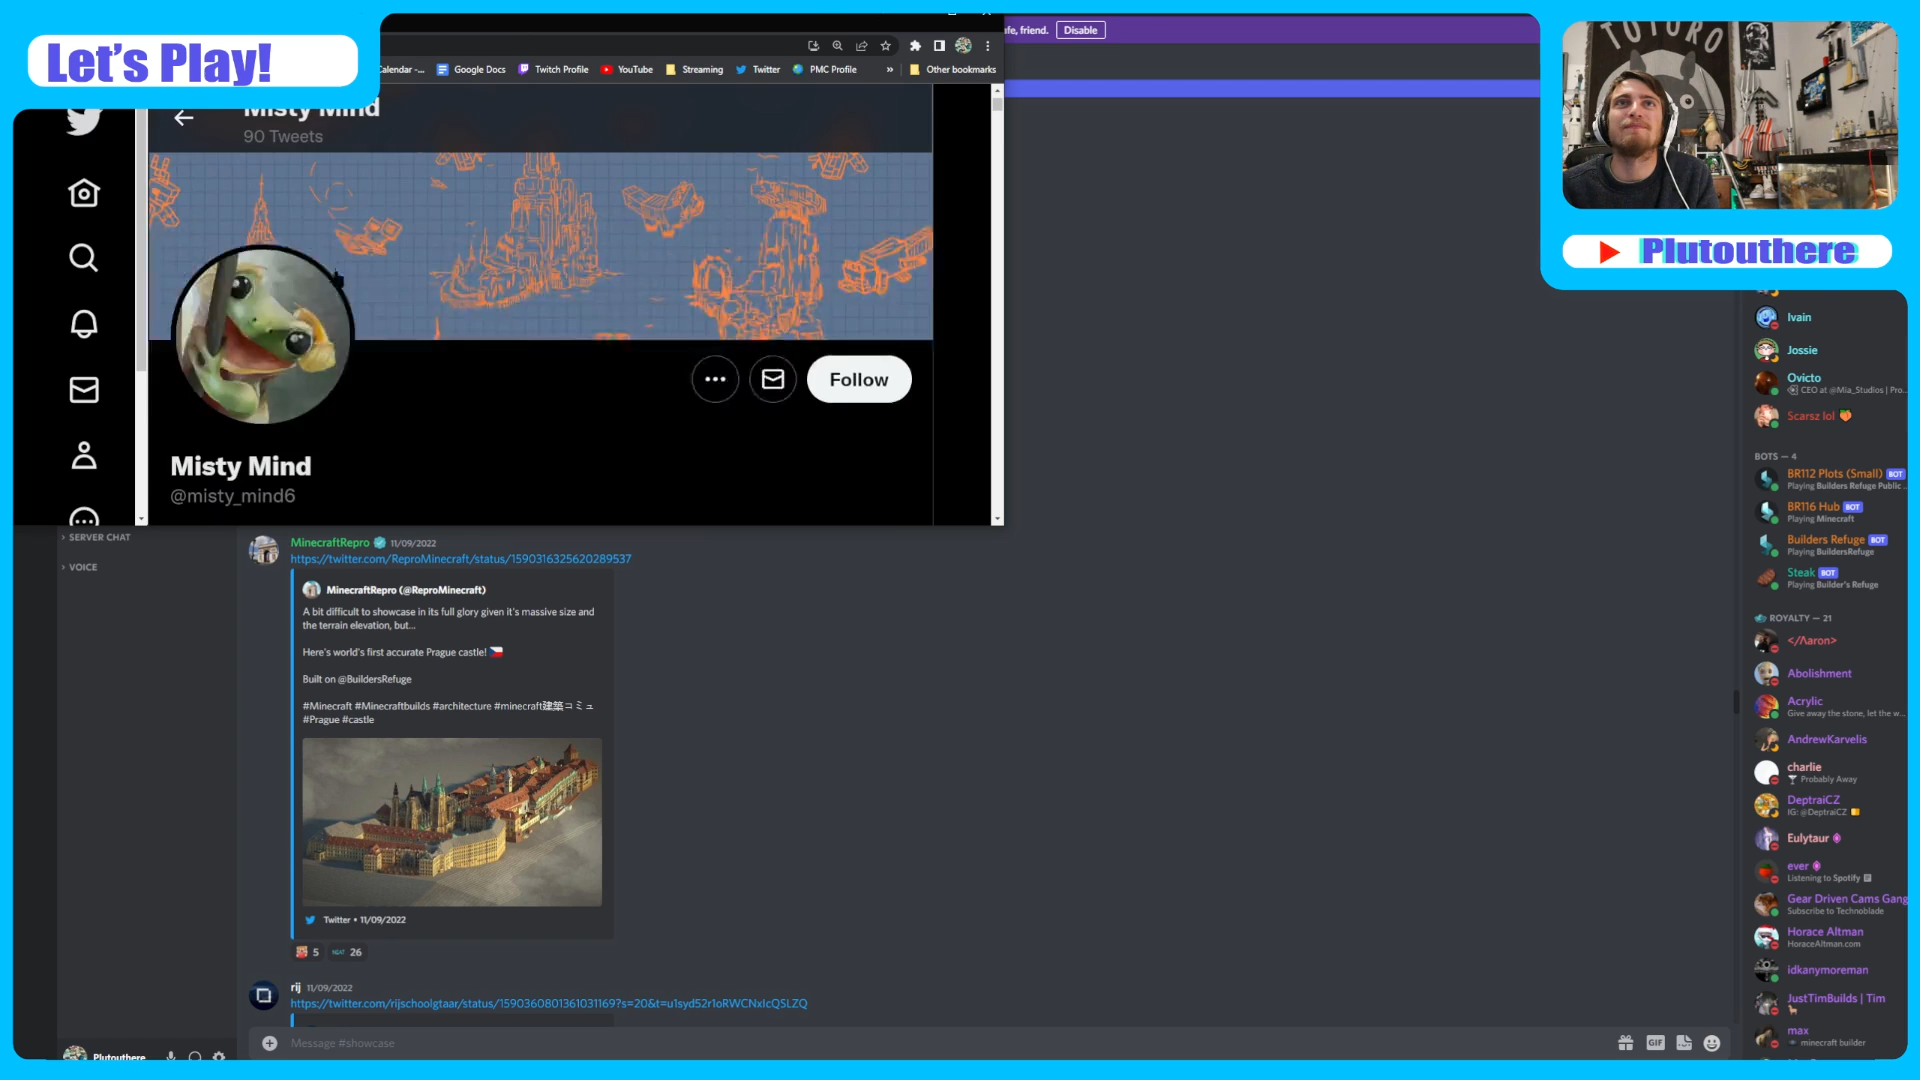 Let's Play!
ife, friend. Disable
Calendar -... Google Docs Twitch Profile YouTube Streaming Twitter PMC Profile » Other bookmarks
TOTORO
Misty Mind
90 Tweets
Plutouthere
Follow
Misty Mind
@misty_mind6
SERVER CHAT
VOICE
MinecraftRepro 11/09/2022
https://twitter.com/ReproMinecraft/status/1590316325620289537
MinecraftRepro (@ReproMinecraft)
A bit difficult to showcase in its full glory given it's massive size and
the terrain elevation, but...
Here's world's first accurate Prague castle! 🇨🇿
Built on @BuildersRefuge
#Minecraft #Minecraftbuilds #architecture #minecraft建築コミュ
#Prague #castle
Twitter • 11/09/2022
5 26
rij 11/09/2022
https://twitter.com/rijschoolgtaar/status/1590360801361031169?s=20&t=u1syd52r1oRWCNxIcQSLZQ
Message #showcase
GIF
Plutouthere
Ivain
Jossie
Ovicto
CEO at @Mia_Studios | Pro...
Scarsz lol 🍑
BOTS — 4
BR112 Plots (Small) BOT
Playing Builders Refuge Public ...
BR116 Hub BOT
Playing Minecraft
Builders Refuge BOT
Playing BuildersRefuge
Steak BOT
Playing Builder's Refuge
ROYALTY — 21
</Λaron>
Abolishment
Acrylic
Give away the stone, let the w...
AndrewKarvelis
charlie
Probably Away
DeptraiCZ
IG: @DeptraiCZ
Eulytaur
ever
Listening to Spotify
Gear Driven Cams Gang
Subscribe to Technoblade
Horace Altman
HoraceAltman.com
idkanymoreman
JustTimBuilds | Tim
max
minecraft builder